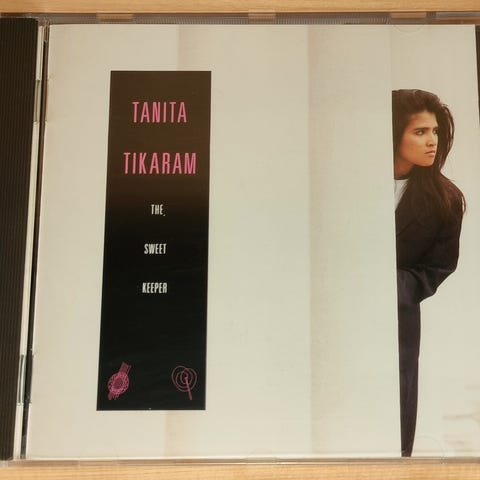 TANITA
TIKARAM
THE
SWEET
KEEPER